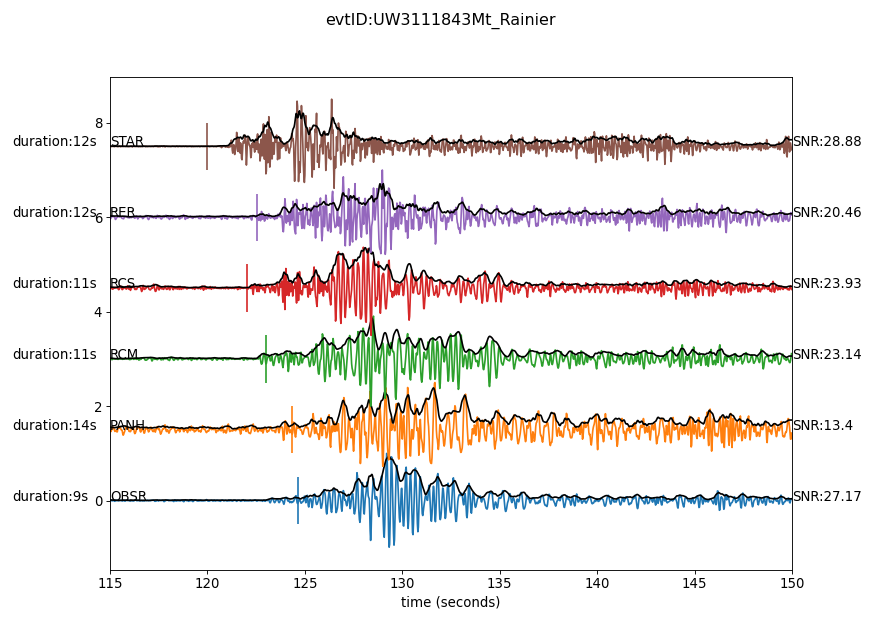 evtID:UW3111843Mt_Rainier
8
duration:12s STAR SNR:28.88
duration:12s RER SNR:20.46
6
duration:11s RCS SNR:23.93
4
duration:11s RCM SNR:23.14
2
duration:14s PANH SNR:13.4
duration:9s 0 OBSR SNR:27.17
115 120 125 130 135 140 145 150
time (seconds)